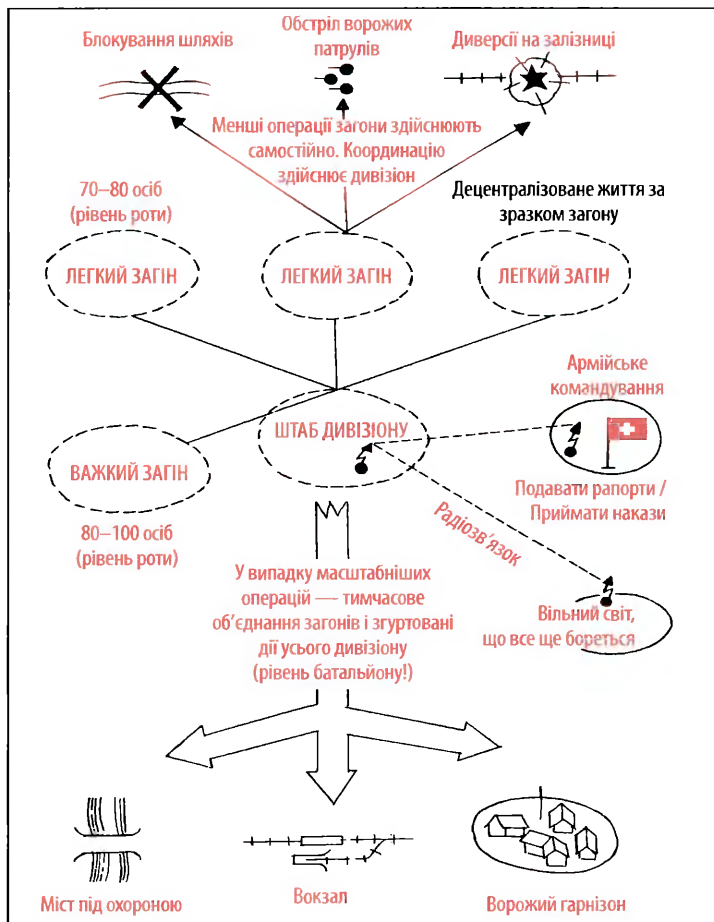 Блокування шляхів
Обстріл ворожих
патрулів
Диверсії на залізниці
Менші операції загони здійснюють
самостійно. Координацію
здійснює дивізіон
70–80 осіб
(рівень роти)
Децентралізоване життя за
зразком загону
ЛЕГКИЙ ЗАГІН
ЛЕГКИЙ ЗАГІН
ЛЕГКИЙ ЗАГІН
Армійське
командування
ШТАБ ДИВІЗІОНУ
ВАЖКИЙ ЗАГІН
Подавати рапорти /
Приймати накази
80–100 осіб
(рівень роти)
Радіозв'язок
У випадку масштабніших
операцій — тимчасове
об'єднання загонів і згуртовані
дії усього дивізіону
(рівень батальйону!)
Вільний світ,
що все ще бореться
Міст під охороною
Вокзал
Ворожий гарнізон